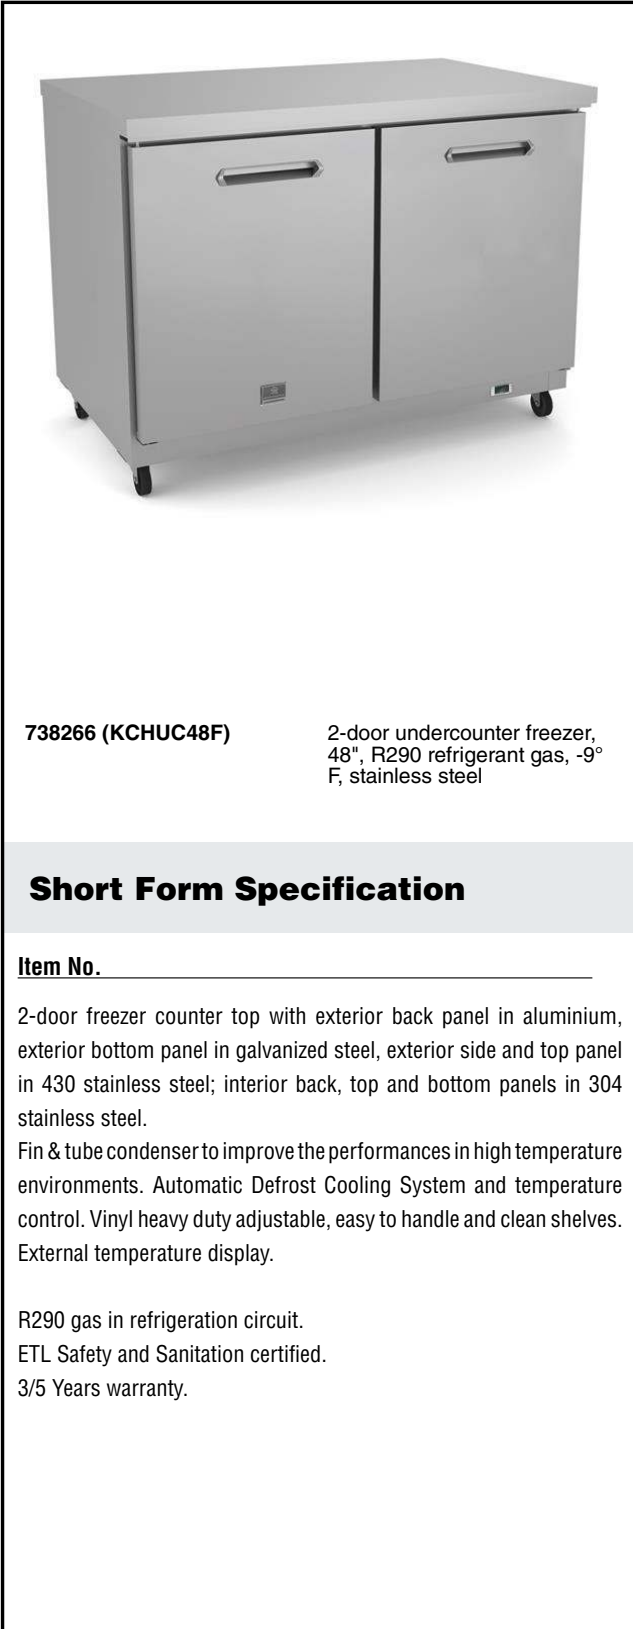 738266 (KCHUC48F)
2-door undercounter freezer,
48", R290 refrigerant gas, -9°
F, stainless steel
Short Form Specification
Item No.
2-door freezer counter top with exterior back panel in aluminium,
exterior bottom panel in galvanized steel, exterior side and top panel
in 430 stainless steel; interior back, top and bottom panels in 304
stainless steel.
Fin & tube condenser to improve the performances in high temperature
environments. Automatic Defrost Cooling System and temperature
control. Vinyl heavy duty adjustable, easy to handle and clean shelves.
External temperature display.
R290 gas in refrigeration circuit.
ETL Safety and Sanitation certified.
3/5 Years warranty.